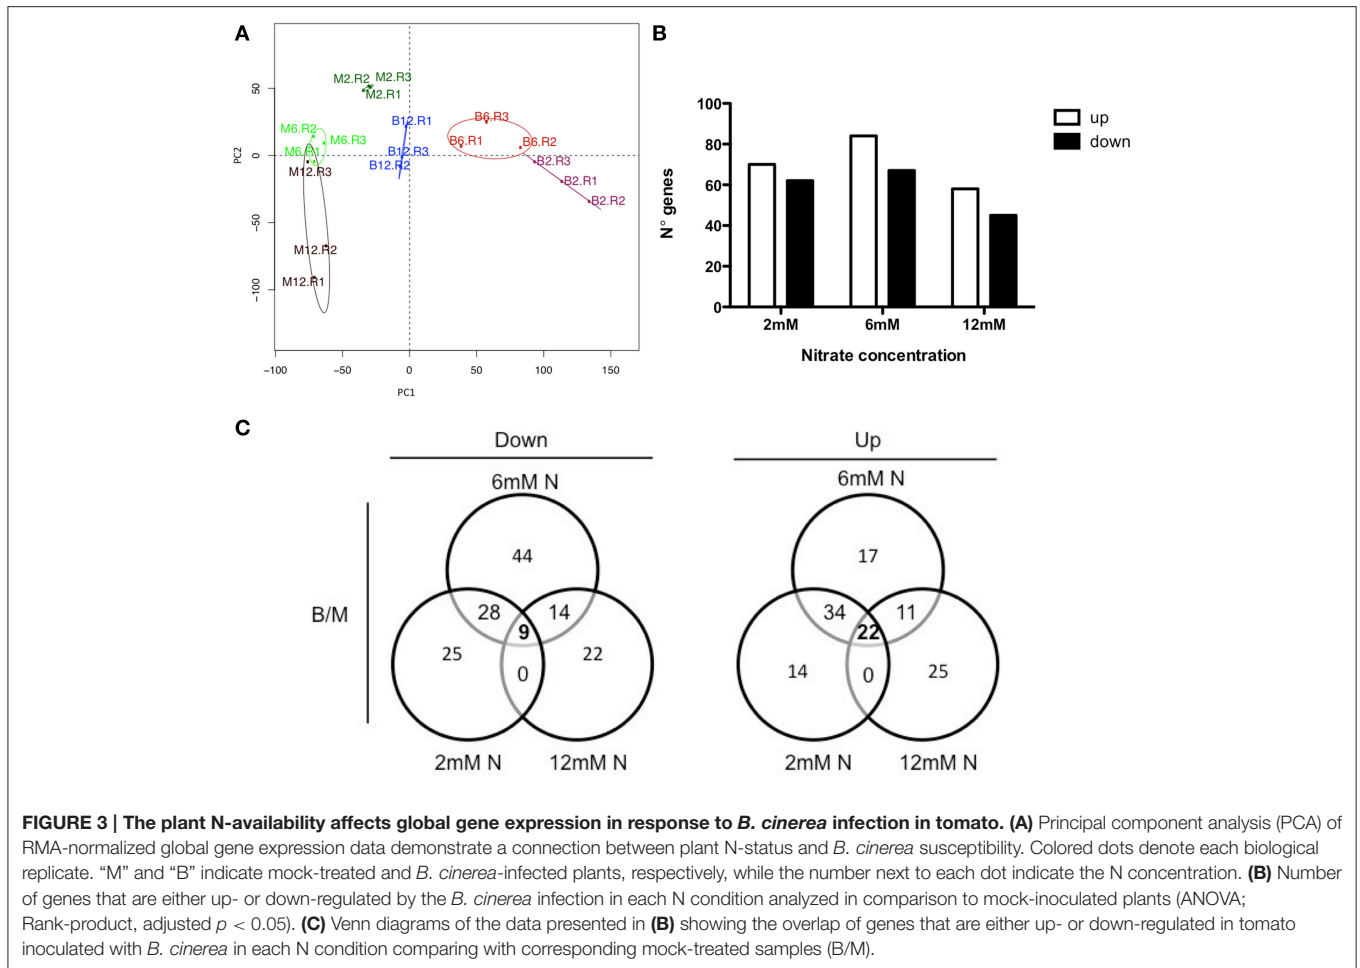 A
M2.R2 M2.R3
M2.R1
M6.R2
M6.R3
M6.R1
M12.R3
M12.R2
M12.R1
B12.R1
B12.R3
B12.R2
B6.R3
B6.R1
B6.R2
B2.R3
B2.R1
B2.R2
50
0
−50
−100
PC2
−100 −50 0 50 100 150
PC1
B
100
80
60
40
20
0
N° genes
2mM 6mM 12mM
Nitrate concentration
up
down
C
Down
6mM N
44
28 14
9
25 22
0
2mM N 12mM N
B/M
Up
6mM N
17
34 11
22
14 25
0
2mM N 12mM N
FIGURE 3 | The plant N-availability affects global gene expression in response to B. cinerea infection in tomato. (A) Principal component analysis (PCA) of
RMA-normalized global gene expression data demonstrate a connection between plant N-status and B. cinerea susceptibility. Colored dots denote each biological
replicate. “M” and “B” indicate mock-treated and B. cinerea-infected plants, respectively, while the number next to each dot indicate the N concentration. (B) Number
of genes that are either up- or down-regulated by the B. cinerea infection in each N condition analyzed in comparison to mock-inoculated plants (ANOVA;
Rank-product, adjusted p < 0.05). (C) Venn diagrams of the data presented in (B) showing the overlap of genes that are either up- or down-regulated in tomato
inoculated with B. cinerea in each N condition comparing with corresponding mock-treated samples (B/M).